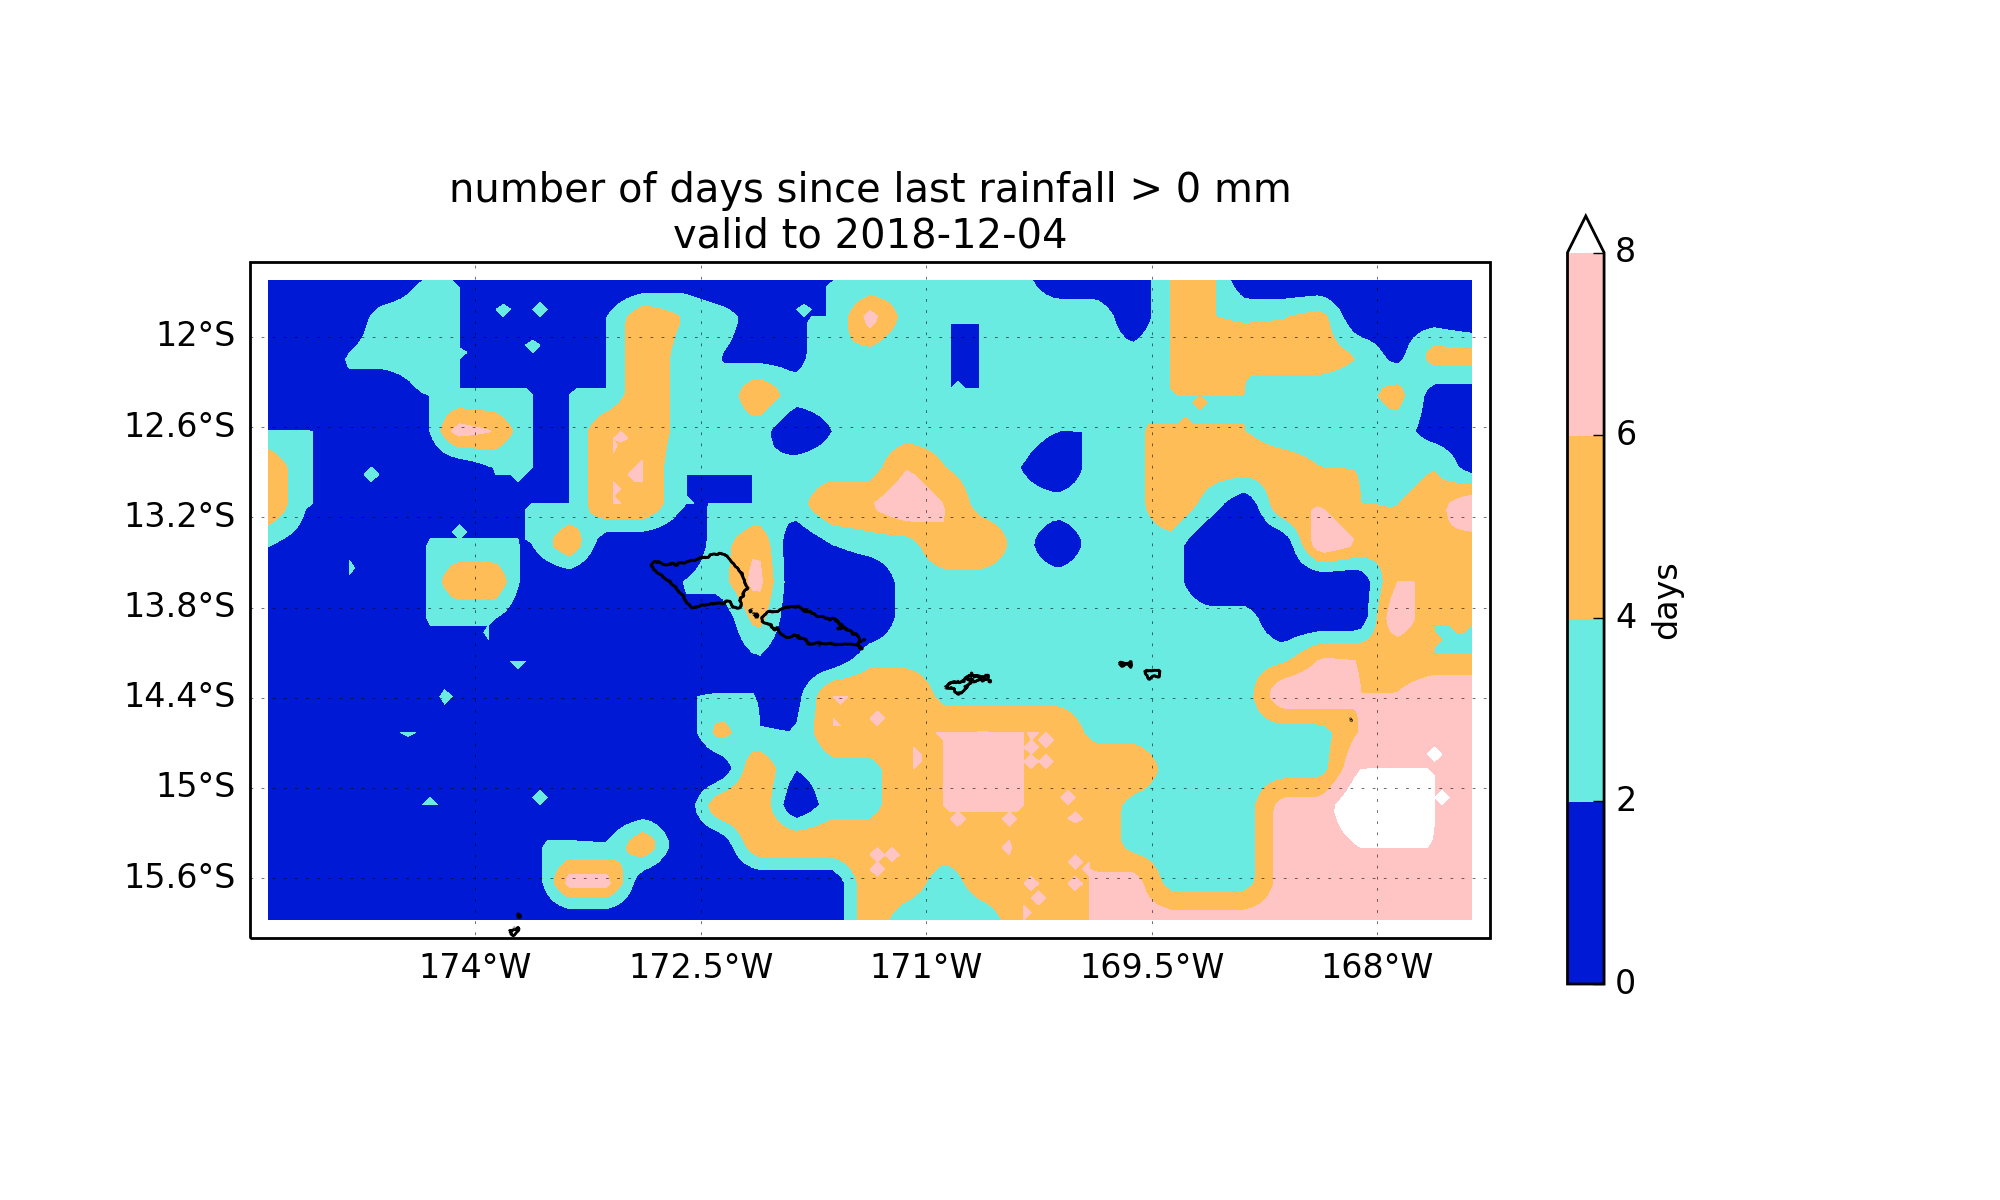 number of days since last rainfall > 0 mm
valid to 2018-12-04
12°S
12.6°S
13.2°S
13.8°S
14.4°S
15°S
15.6°S
174°W
172.5°W
171°W
169.5°W
168°W
8
6
4
2
0
days